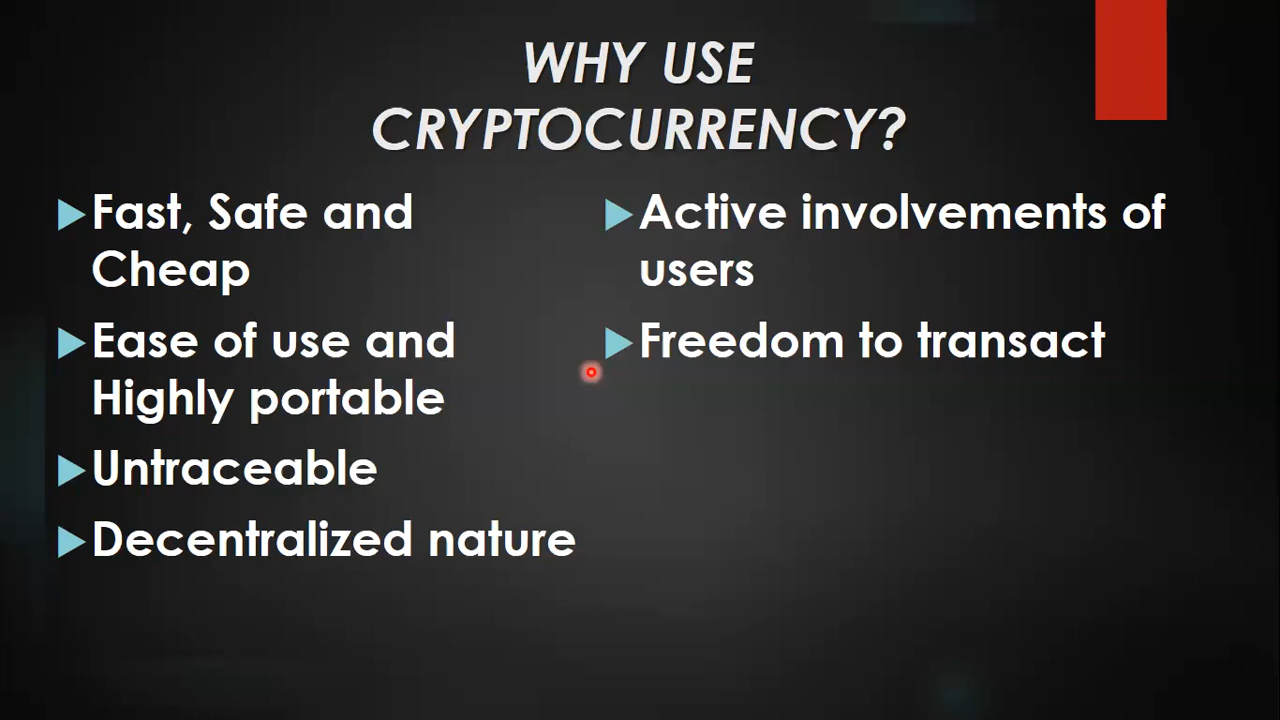 WHY USE
CRYPTOCURRENCY?
Fast, Safe and
Cheap
Ease of use and
Highly portable
Untraceable
Decentralized nature
Active involvements of
users
Freedom to transact